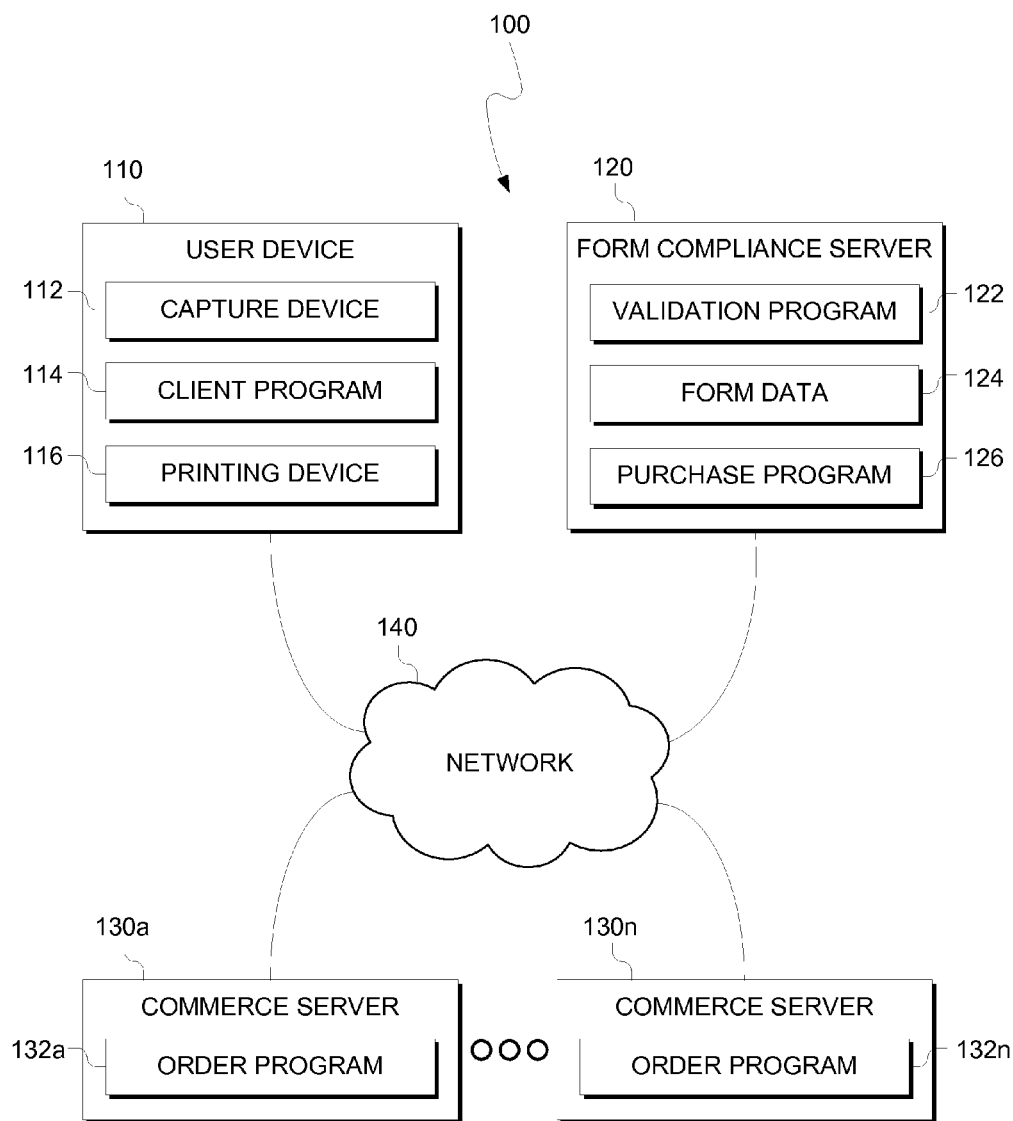 100
110
120
USER DEVICE
FORM COMPLIANCE SERVER
112
CAPTURE DEVICE
VALIDATION PROGRAM
122
114
CLIENT PROGRAM
FORM DATA
124
116
PRINTING DEVICE
PURCHASE PROGRAM
126
140
NETWORK
130a
130n
COMMERCE SERVER
COMMERCE SERVER
132a
ORDER PROGRAM
ORDER PROGRAM
132n